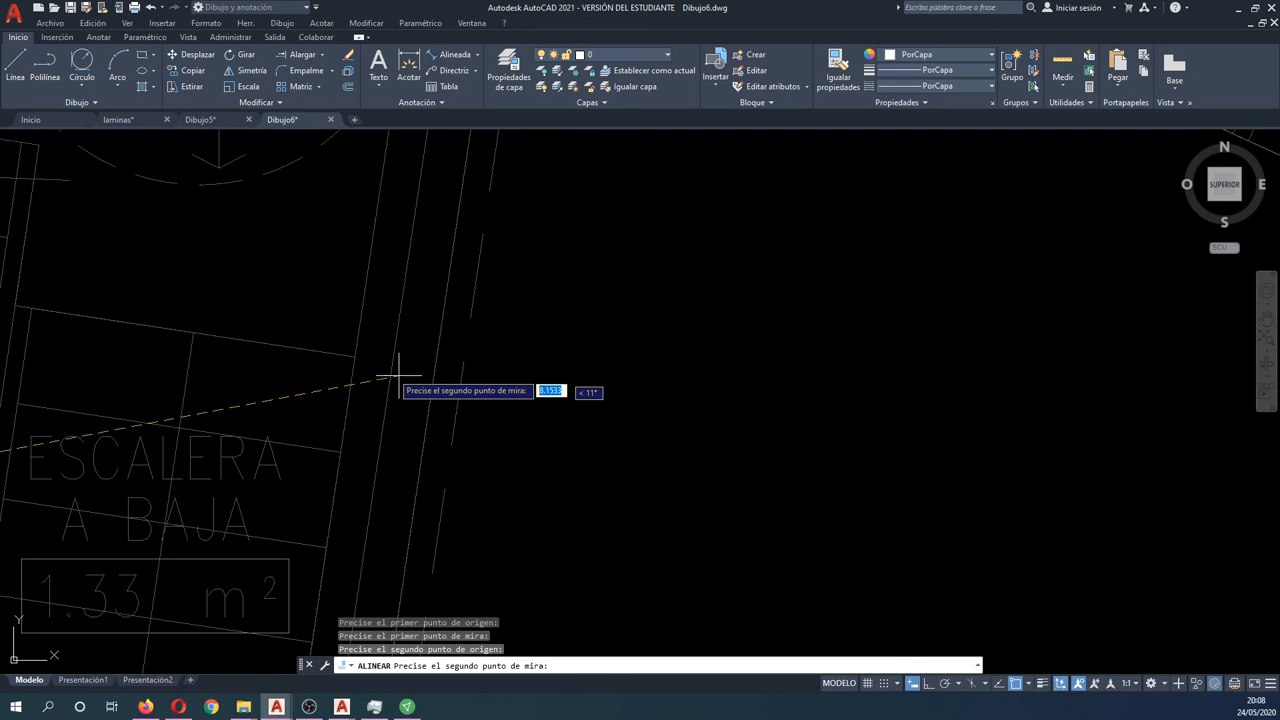 Dibujo y anotación
Autodesk AutoCAD 2021 - VERSIÓN DEL ESTUDIANTE Dibujo6.dwg
Escriba palabra clave o frase
Iniciar sesión
Archivo Edición Ver Insertar Formato Herr. Dibujo Acotar Modificar Paramétrico Ventana ?
Inicio Inserción Anotar Paramétrico Vista Administrar Salida Colaborar
Línea Polilínea Círculo Arco
Desplazar Girar Alargar
Copiar Simetría Empalme
Estirar Escala Matriz
Texto Acotar
Alineada
Directriz
Tabla
Propiedades de capa
0
Establecer como actual
Igualar capa
Insertar
Crear
Editar
Editar atributos
Igualar propiedades
PorCapa
PorCapa
PorCapa
Grupo Medir Pegar Base
Dibujo Modificar Anotación Capas Bloque Propiedades Grupos Utilidades Portapapeles Vista
Inicio laminas* Dibujo5* Dibujo6*
N
O SUPERIOR E
S
SCU
Precise el segundo punto de mira: 8.1533 < 11°
ESCALERA
A BAJA
1.33 m²
Y
X
Precise el primer punto de origen:
Precise el primer punto de mira:
Precise el segundo punto de origen:
ALINEAR Precise el segundo punto de mira:
Modelo Presentación1 Presentación2
MODELO
1:1
20:08
24/05/2020